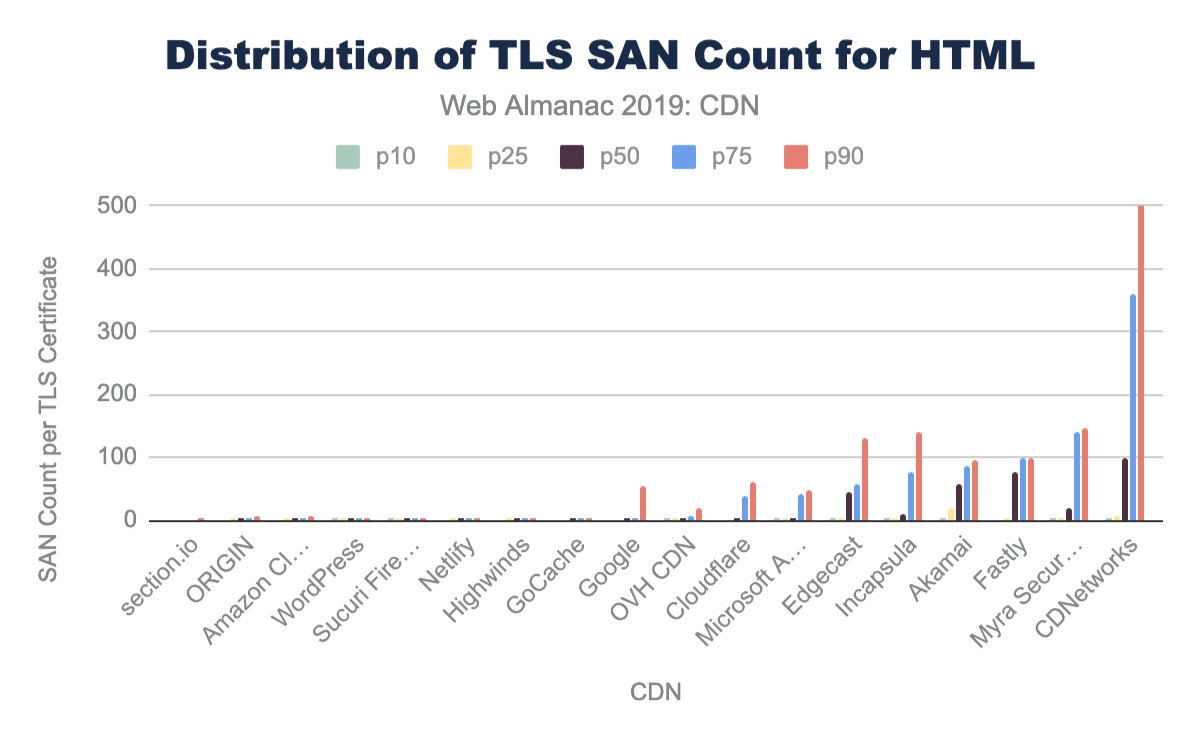 Distribution of TLS SAN Count for HTML
Web Almanac 2019: CDN
p10 p25 p50 p75 p90
SAN Count per TLS Certificate
500
400
300
200
100
0
section.io
ORIGIN
Amazon Cl...
WordPress
Sucuri Fire...
Netlify
Highwinds
GoCache
Google
OVH CDN
Cloudflare
Microsoft A...
Edgecast
Incapsula
Akamai
Fastly
Myra Secur...
CDNetworks
CDN